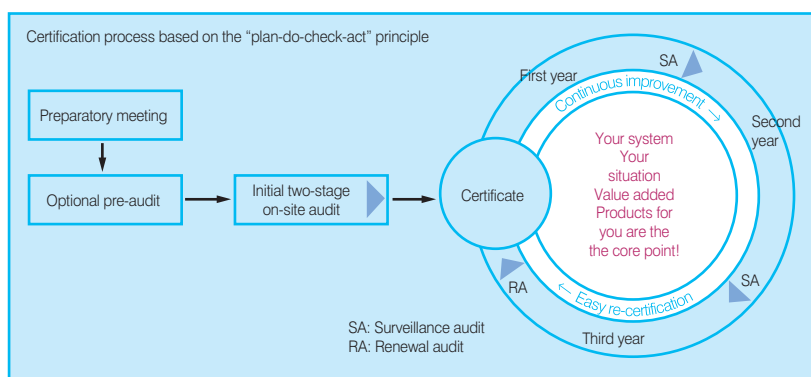 Certification process based on the “plan-do-check-act” principle
Preparatory meeting
Optional pre-audit
Initial two-stage
on-site audit
Certificate
First year
SA
Continuous improvement →
Second
year
Your system
Your
situation
Value added
Products for
you are the
the core point!
SA
← Easy re-certification
RA
Third year
SA: Surveillance audit
RA: Renewal audit